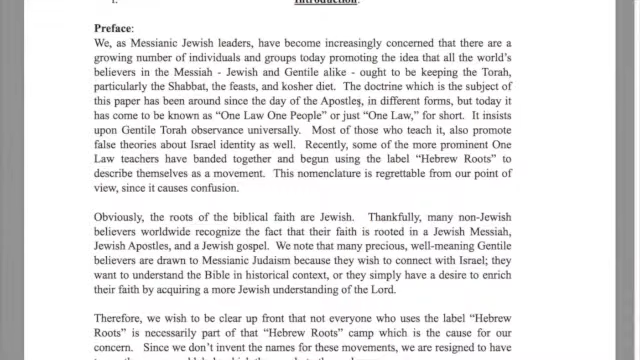 Introduction:
Preface:
We, as Messianic Jewish leaders, have become increasingly concerned that there are a
growing number of individuals and groups today promoting the idea that all the world's
believers in the Messiah - Jewish and Gentile alike - ought to be keeping the Torah,
particularly the Shabbat, the feasts, and kosher diet. The doctrine which is the subject of
this paper has been around since the day of the Apostles, in different forms, but today it
has come to be known as "One Law One People" or just "One Law," for short. It insists
upon Gentile Torah observance universally. Most of those who teach it, also promote
false theories about Israel identity as well. Recently, some of the more prominent One
Law teachers have banded together and begun using the label "Hebrew Roots" to
describe themselves as a movement. This nomenclature is regrettable from our point of
view, since it causes confusion.
Obviously, the roots of the biblical faith are Jewish. Thankfully, many non-Jewish
believers worldwide recognize the fact that their faith is rooted in a Jewish Messiah,
Jewish Apostles, and a Jewish gospel. We note that many precious, well-meaning Gentile
believers are drawn to Messianic Judaism because they wish to connect with Israel; they
want to understand the Bible in historical context, or they simply have a desire to enrich
their faith by acquiring a more Jewish understanding of the Lord.
Therefore, we wish to be clear up front that not everyone who uses the label "Hebrew
Roots" is necessarily part of that "Hebrew Roots" camp which is the cause for our
concern. Since we don't invent the names for these movements, we are resigned to have